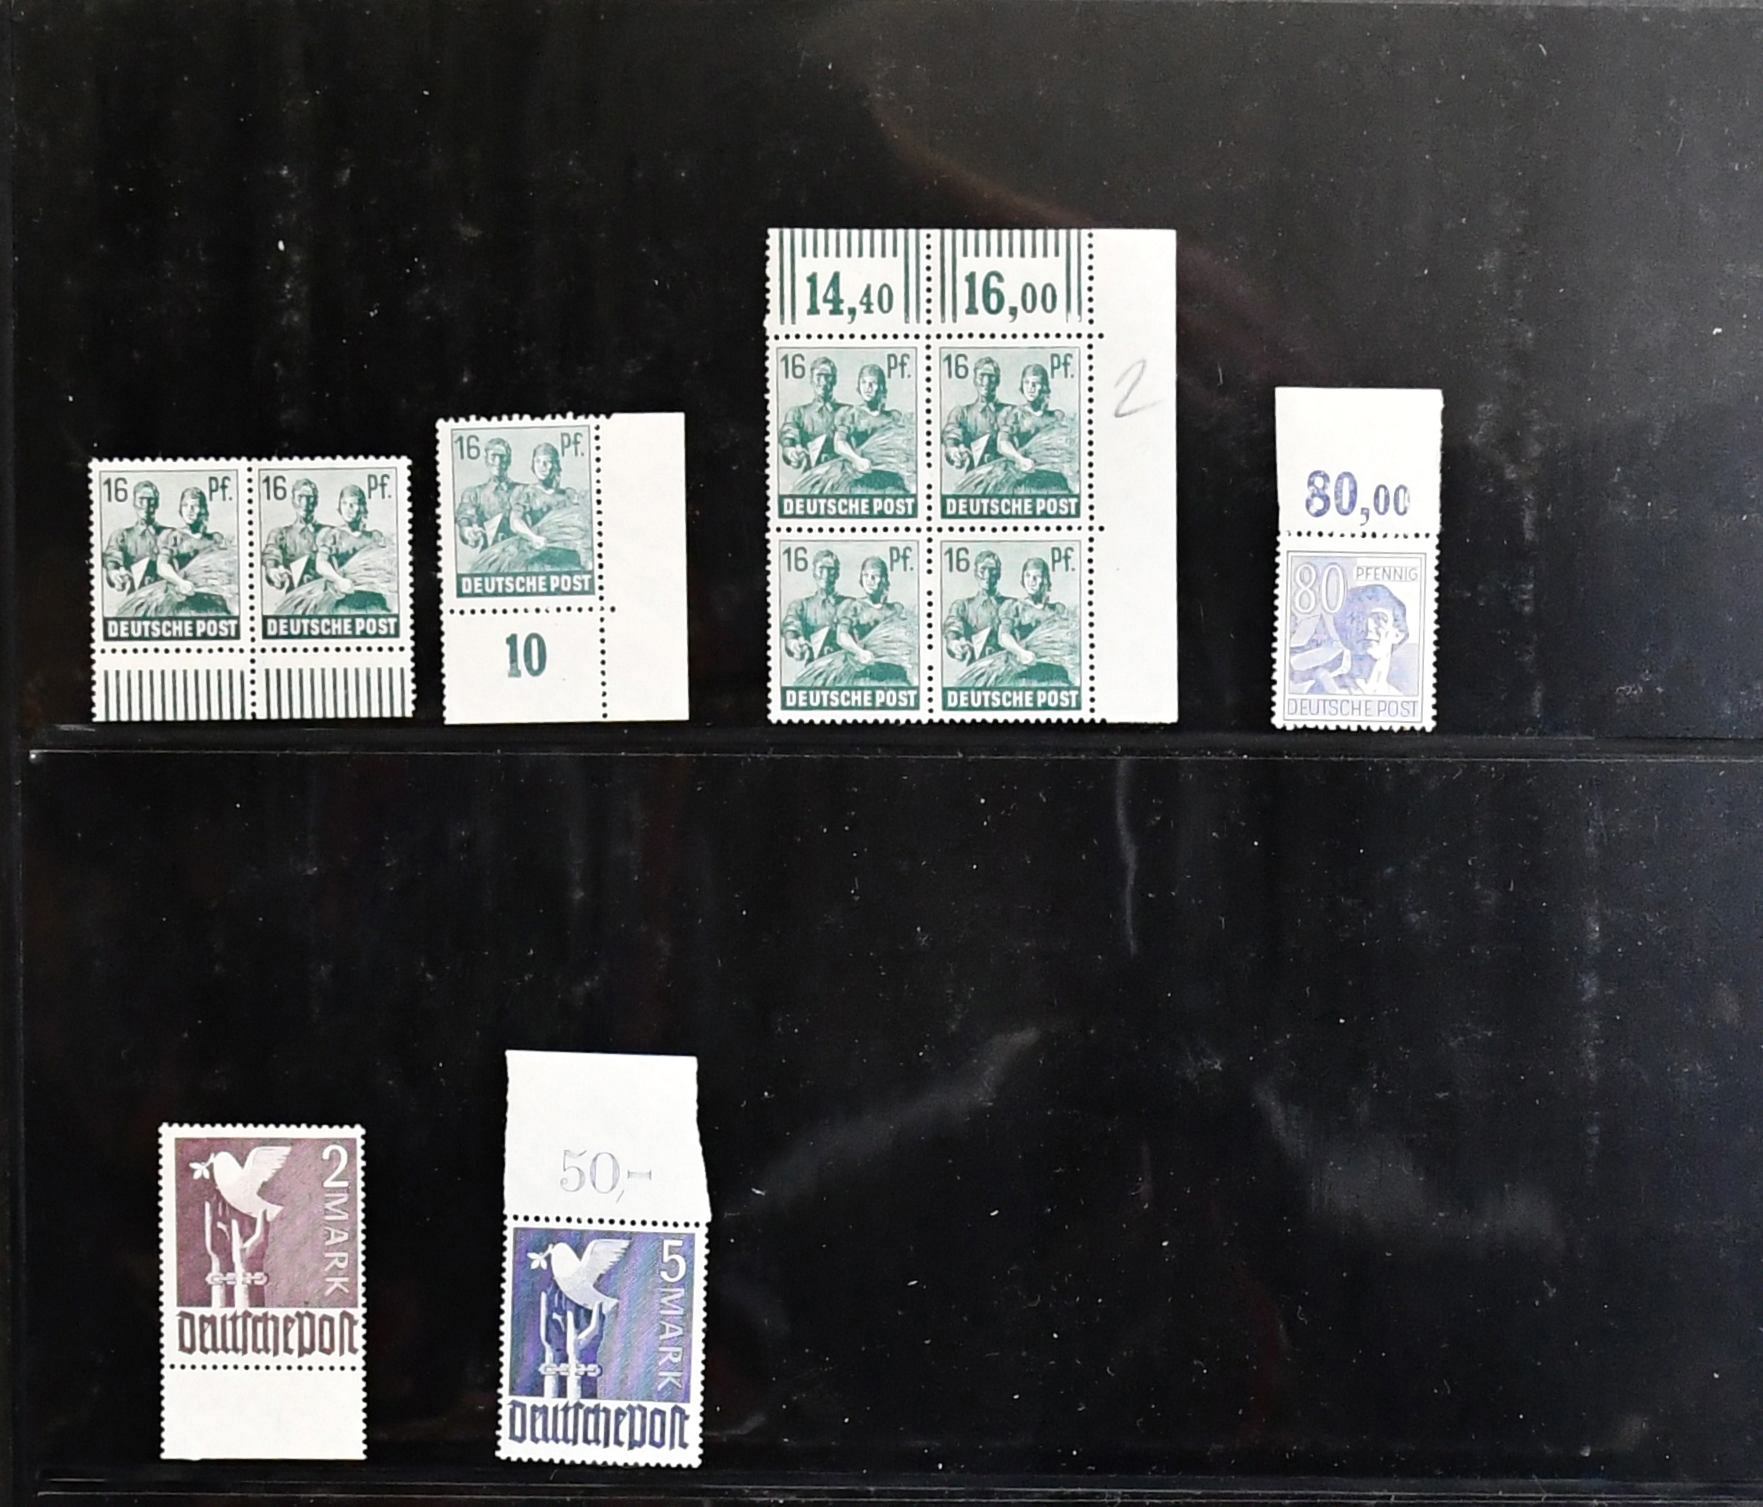 16 Pf. 16 Pf.
DEUTSCHE POST DEUTSCHE POST
16 Pf.
DEUTSCHE POST
10
14,40 16,00
16 Pf. 16 Pf.
2
DEUTSCHE POST DEUTSCHE POST
16 Pf. 16 Pf.
DEUTSCHE POST DEUTSCHE POST
80,00
80 PFENNIG
DEUTSCHE POST
2 MARK
Deutsche Post
50,-
5 MARK
Deutsche Post